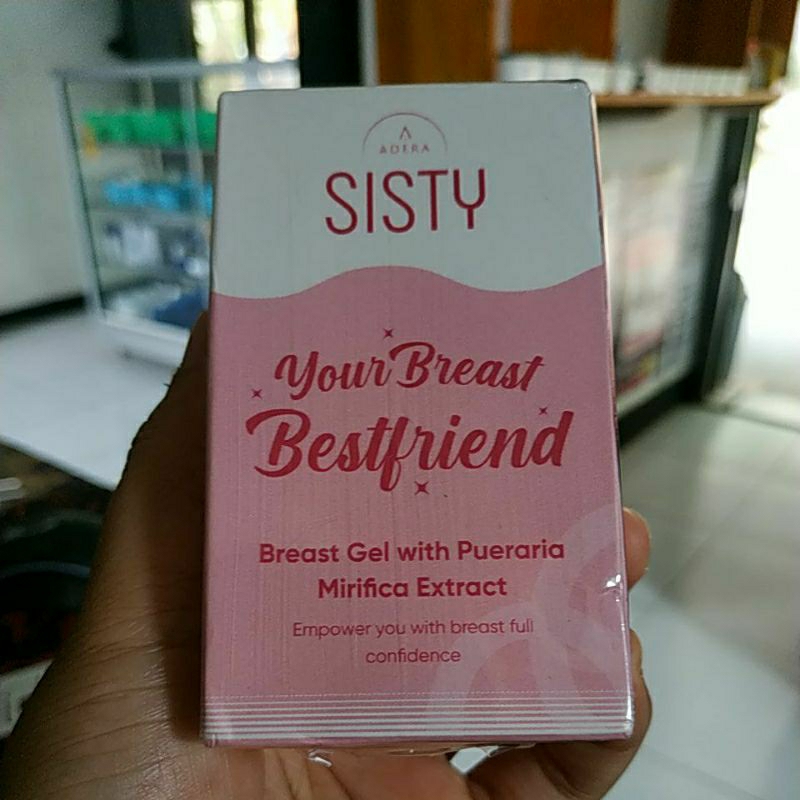 ADERA
SISTY
Your Breast
Bestfriend
Breast Gel with Pueraria
Mirifica Extract
Empower you with breast full
confidence